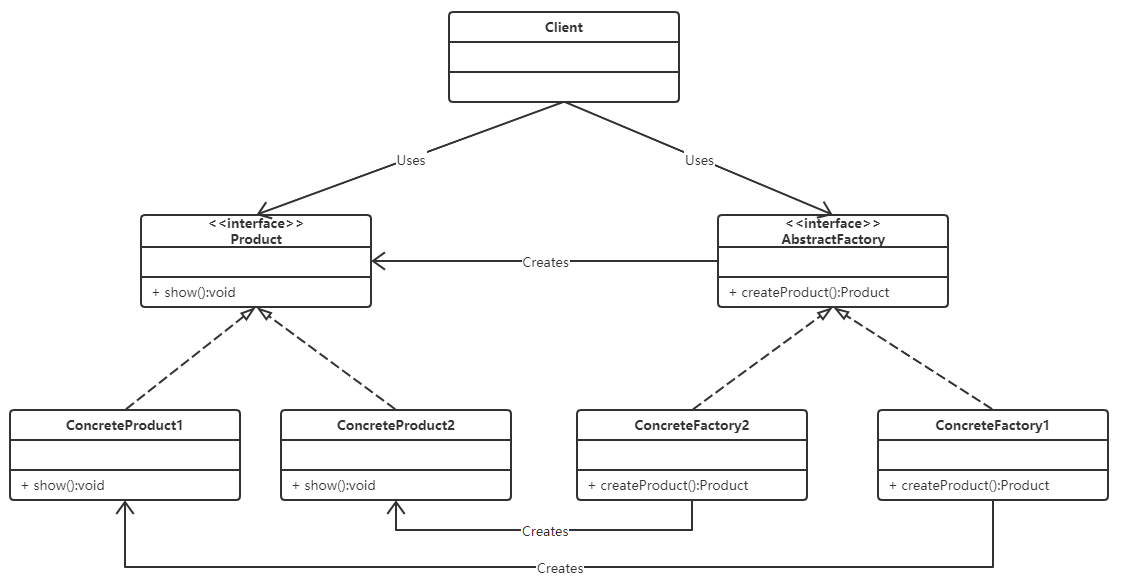 Client
Uses
Uses
<<interface>>
Product
+ show():void
<<interface>>
AbstractFactory
+ createProduct():Product
Creates
ConcreteProduct1
+ show():void
ConcreteProduct2
+ show():void
ConcreteFactory2
+ createProduct():Product
ConcreteFactory1
+ createProduct():Product
Creates
Creates